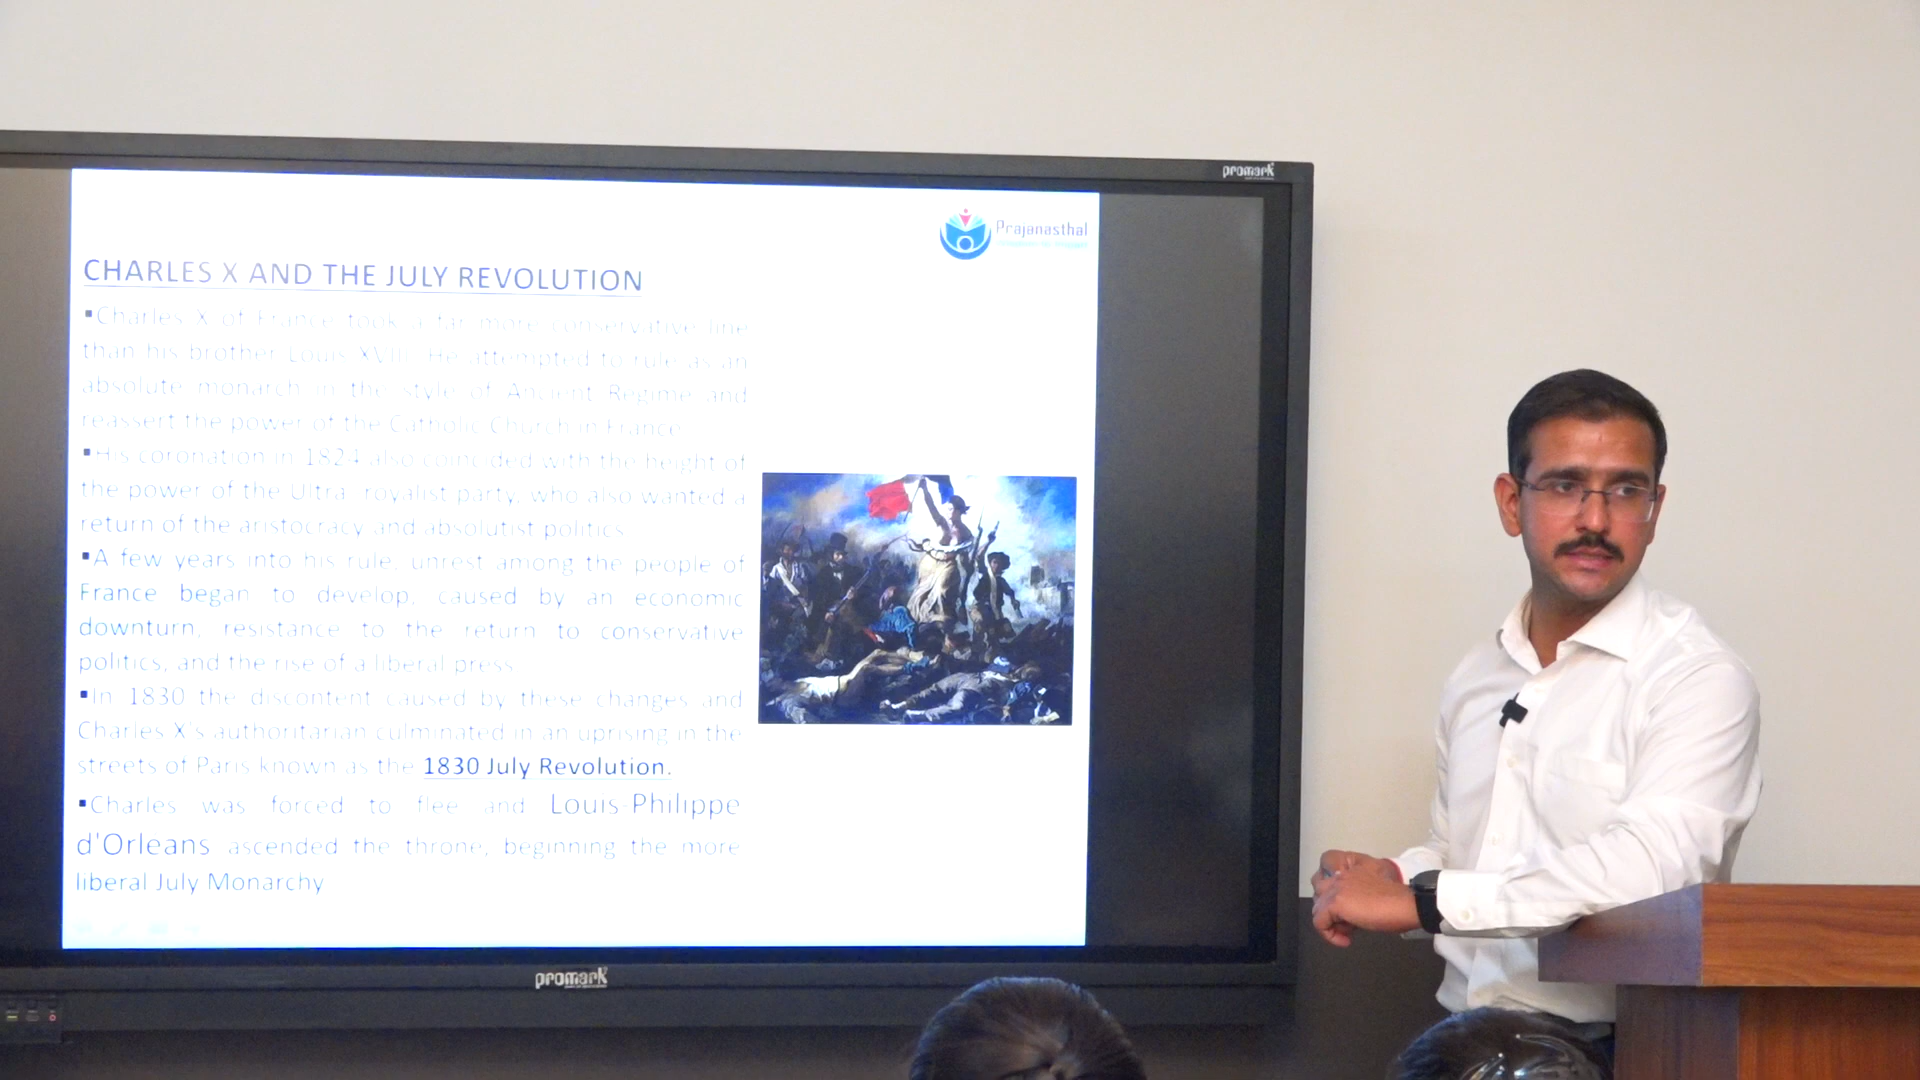 promark
Prajanasthal
CHARLES X AND THE JULY REVOLUTION
▪Charles X of France took a far more conservative line
than his brother Louis XVIII. He attempted to rule as an
absolute monarch in the style of Ancient Regime and
reassert the power of the Catholic Church in France.
▪His coronation in 1824 also coincided with the height of
the power of the Ultra royalist party, who also wanted a
return of the aristocracy and absolutist politics.
▪A few years into his rule, unrest among the people of
France began to develop, caused by an economic
downturn, resistance to the return to conservative
politics, and the rise of a liberal press.
▪In 1830 the discontent caused by these changes and
Charles X's authoritarian culminated in an uprising in the
streets of Paris known as the 1830 July Revolution.
▪Charles was forced to flee and Louis-Philippe
d'Orleans ascended the throne, beginning the more
liberal July Monarchy
promark